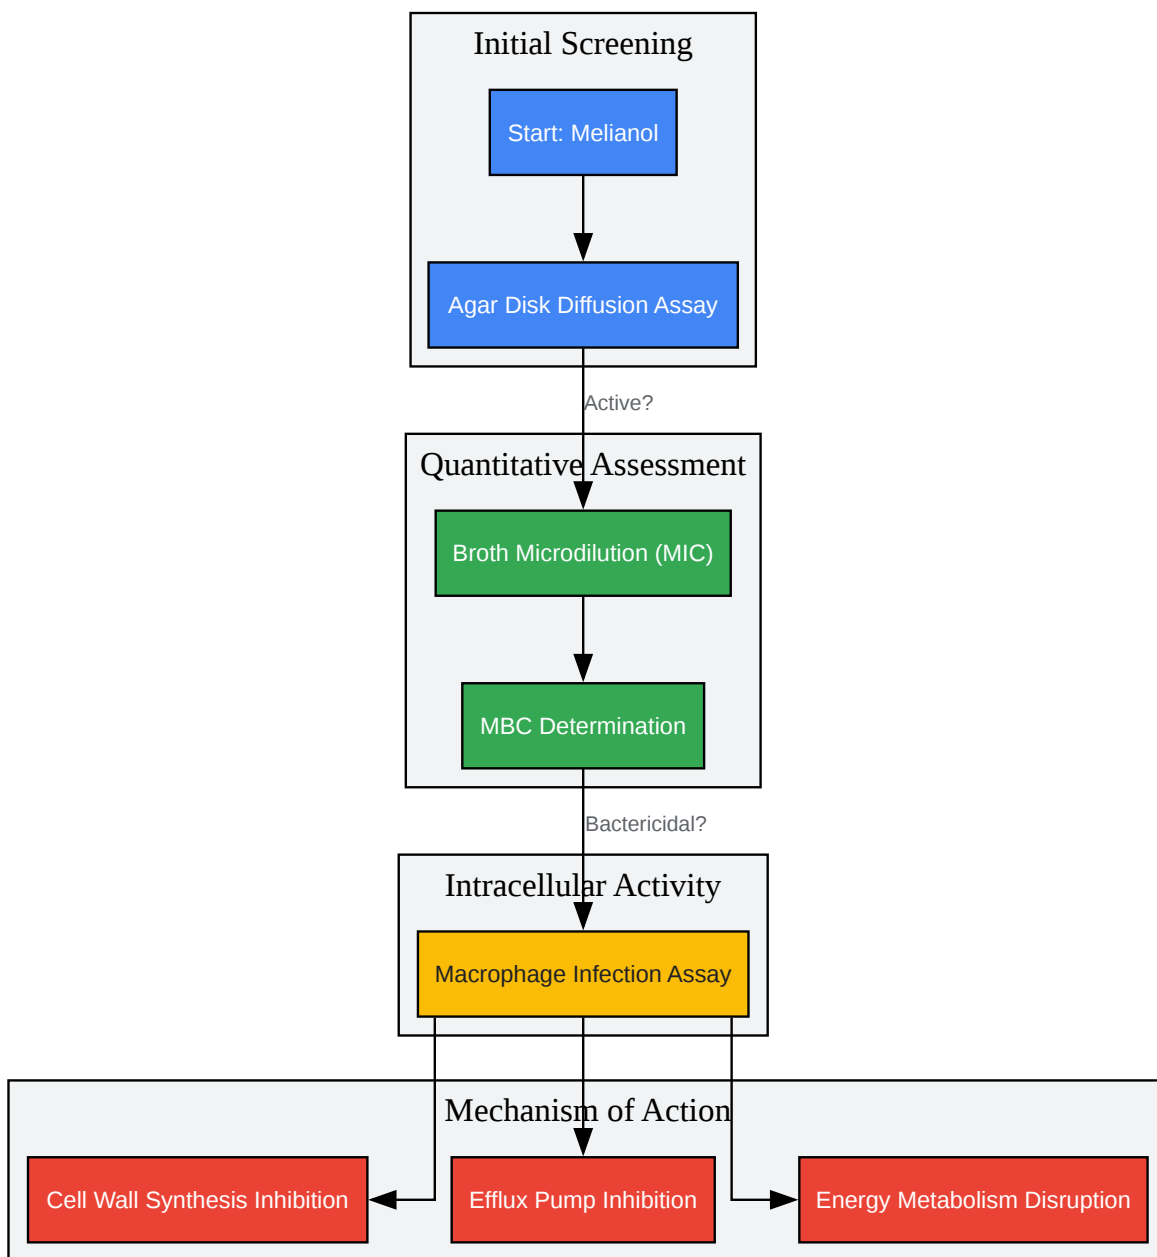 Initial Screening
Start: Melianol
Agar Disk Diffusion Assay
Active?
Quantitative Assessment
Broth Microdilution (MIC)
MBC Determination
Bactericidal?
Intracellular Activity
Macrophage Infection Assay
Mechanism of Action
Cell Wall Synthesis Inhibition
Efflux Pump Inhibition
Energy Metabolism Disruption